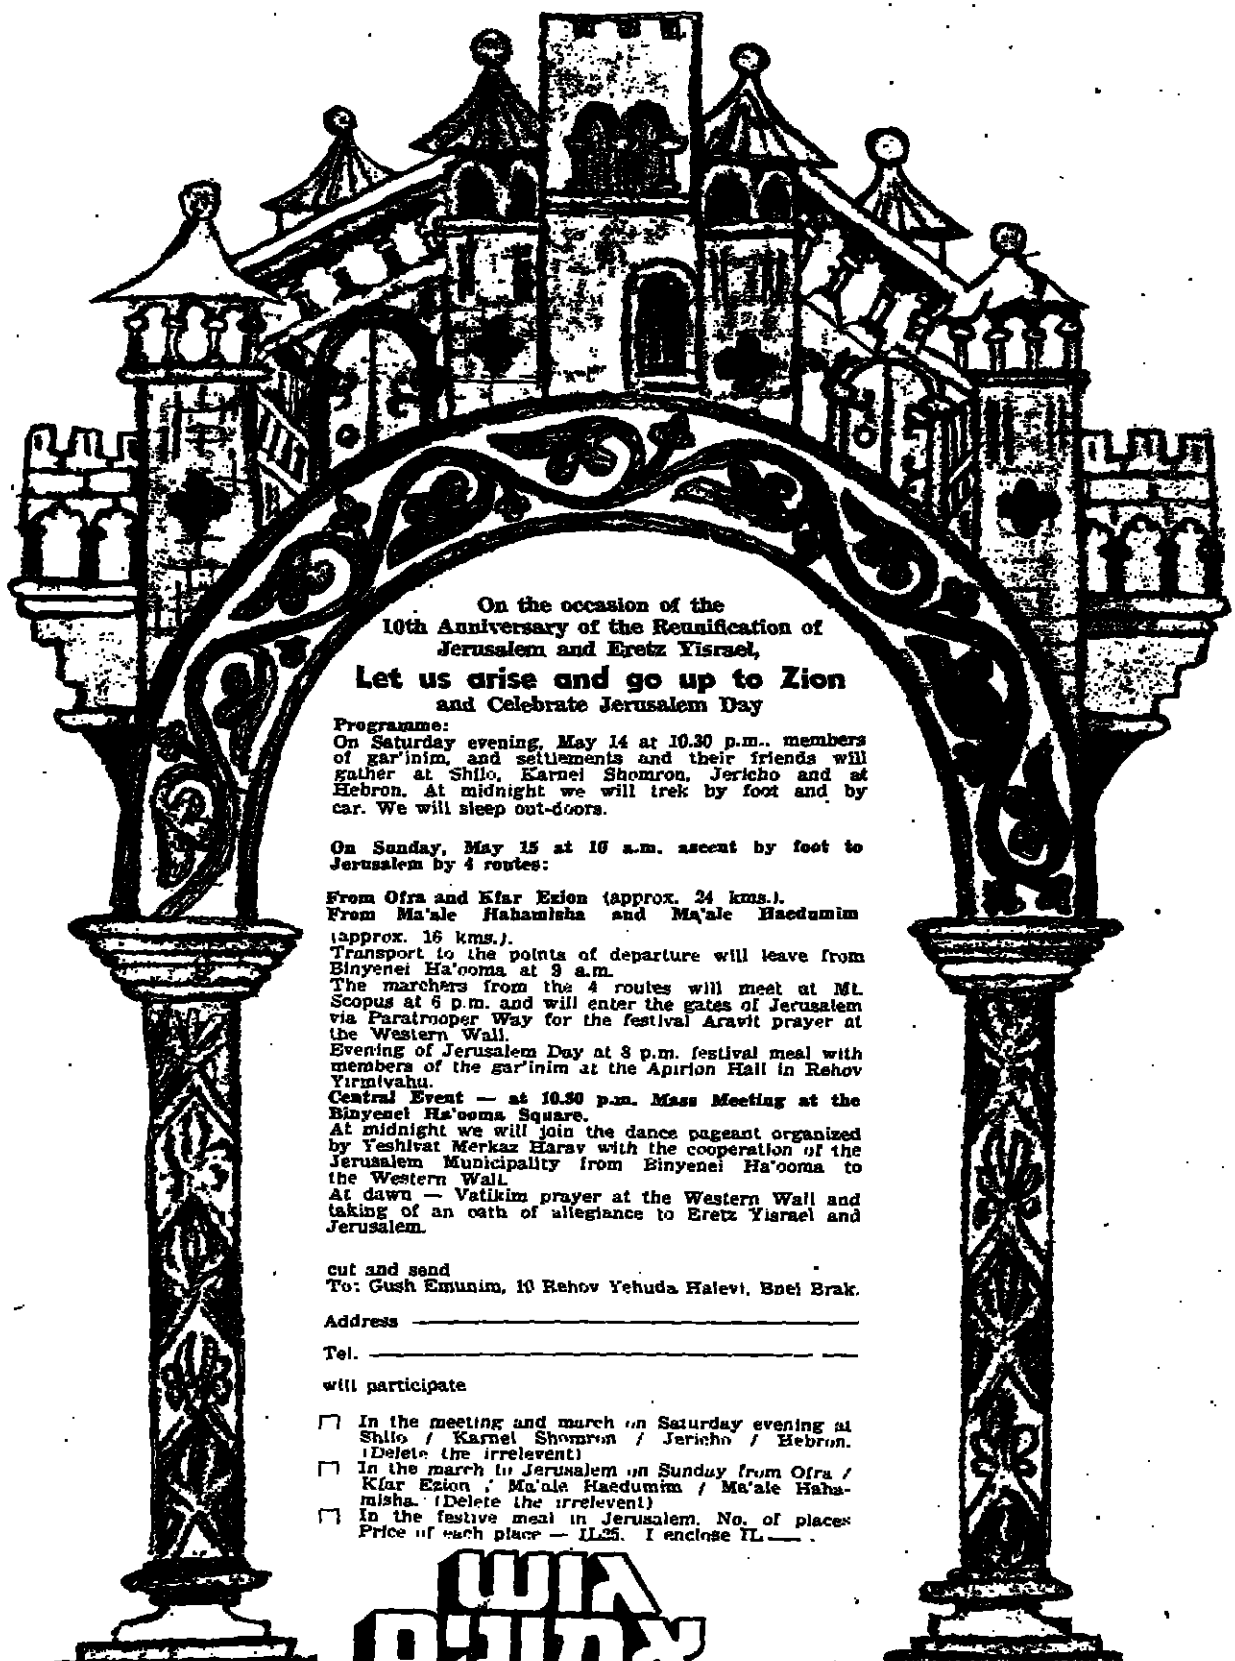 On the occasion of the
10th Anniversary of the Reunification of
Jerusalem and Eretz Yisrael,
Let us arise and go up to Zion
and Celebrate Jerusalem Day
Programme:
On Saturday evening, May 14 at 10.30 p.m., members
of gar'inim, and settlements and their friends will
gather at Shilo, Karnei Shomron, Jericho and at
Hebron. At midnight we will trek by foot and by
car. We will sleep out-doors.
On Sunday, May 15 at 10 a.m. ascent by foot to
Jerusalem by 4 routes:
From Ofra and Kfar Ezion (approx. 24 kms.).
From Ma'ale Hahamisha and Ma'ale Haedumim
(approx. 16 kms.).
Transport to the points of departure will leave from
Binyenei Ha'ooma at 9 a.m.
The marchers from the 4 routes will meet at Mt.
Scopus at 6 p.m. and will enter the gates of Jerusalem
via Paratrooper Way for the festival Aravit prayer at
the Western Wall.
Evening of Jerusalem Day at 8 p.m. festival meal with
members of the gar'inim at the Apirion Hall in Rehov
Yirmiyahu.
Central Event — at 10.30 p.m. Mass Meeting at the
Binyenei Ha'ooma Square.
At midnight we will join the dance pageant organized
by Yeshivat Merkaz Harav with the cooperation of the
Jerusalem Municipality from Binyenei Ha'ooma to
the Western Wall.
At dawn — Vatikim prayer at the Western Wall and
taking of an oath of allegiance to Eretz Yisrael and
Jerusalem.
cut and send
To: Gush Emunim, 10 Rehov Yehuda Halevi, Bnei Brak.
Address
Tel.
will participate
In the meeting and march on Saturday evening at
Shilo / Karnei Shomron / Jericho / Hebron.
(Delete the irrelevent)
In the march to Jerusalem on Sunday from Ofra /
Kfar Ezion / Ma'ale Haedumim / Ma'ale Haha-
misha. (Delete the irrelevent)
In the festive meal in Jerusalem. No. of places
Price of each place — IL25. I enclose IL — .
גוש
אמונים